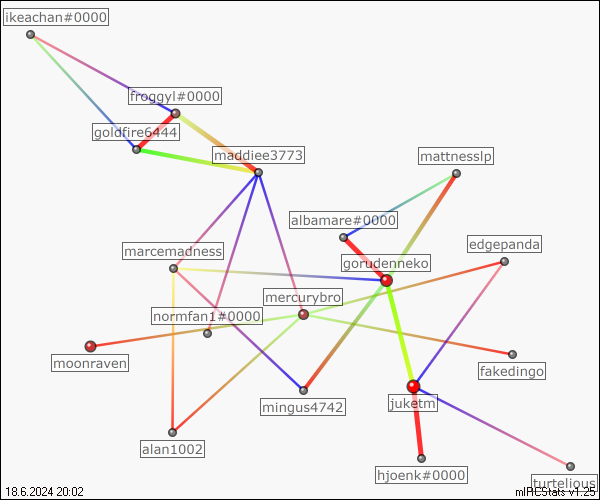 ikeachan#0000
froggyl#0000
goldfire6444
maddiee3773
mattnesslp
albamare#0000
edgepanda
marcemadness
gorudenneko
mercurybro
normfan1#0000
moonraven
fakedingo
mingus4742
juketm
alan1002
hjoenk#0000
turtelious
18.6.2024 20:02
mIRCStats v1.25